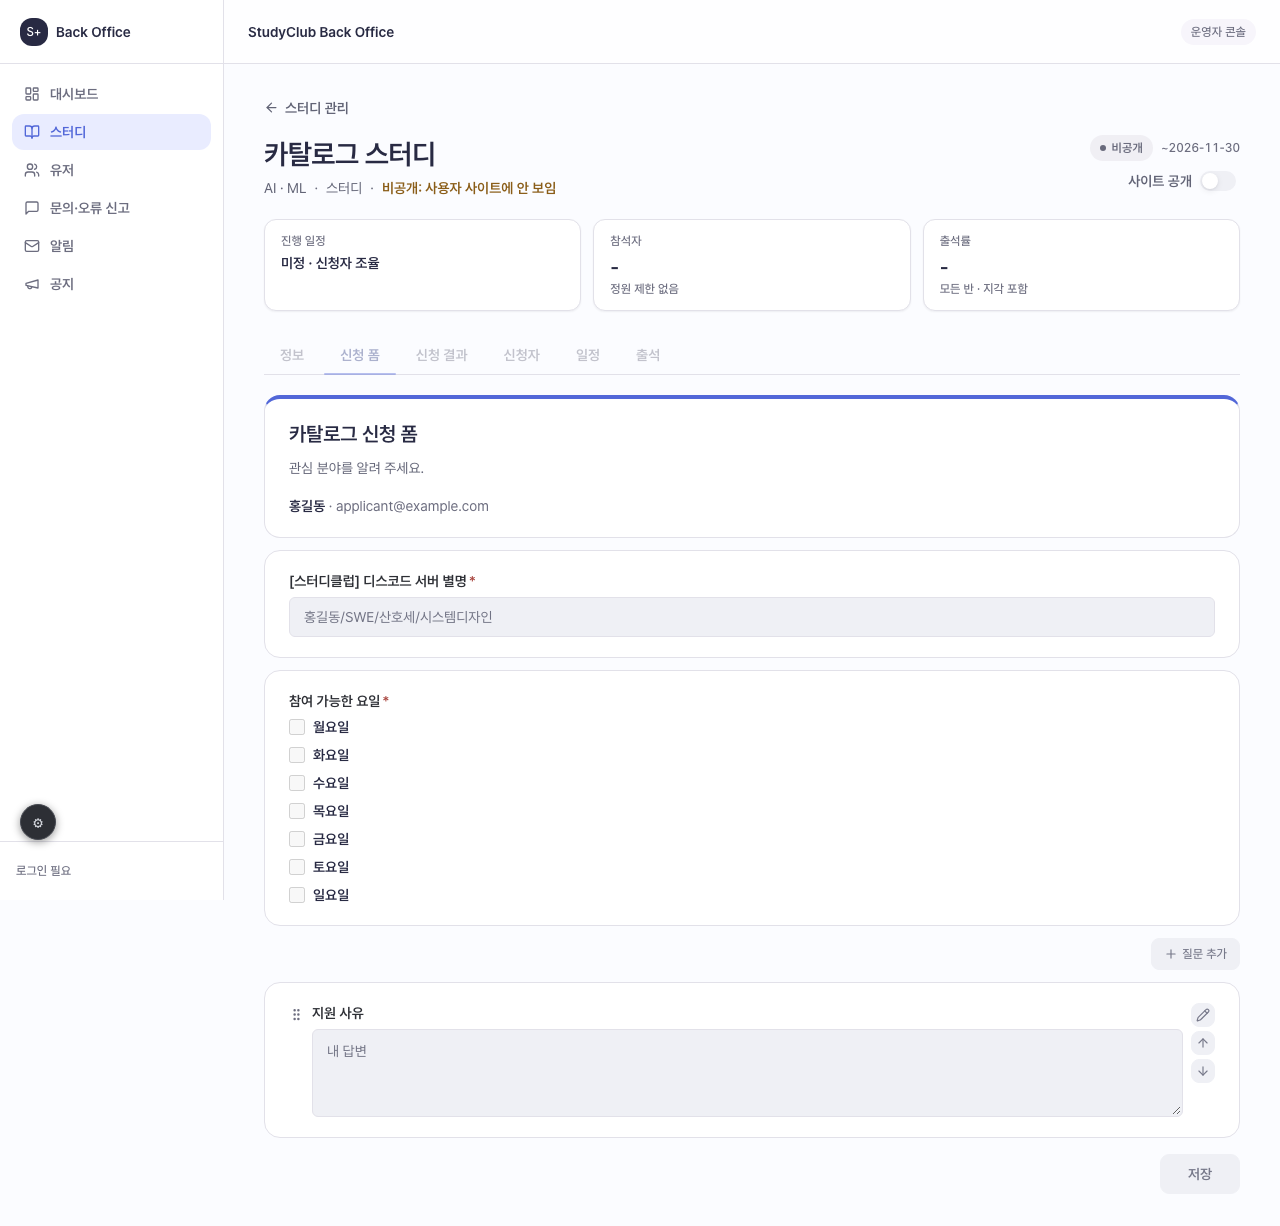 S+ Back Office
StudyClub Back Office
운영자 콘솔
대시보드
스터디
유저
문의·오류 신고
알림
공지
로그인 필요
← 스터디 관리
카탈로그 스터디
AI · ML · 스터디 · 비공개: 사용자 사이트에 안 보임
비공개 ~2026-11-30
사이트 공개
진행 일정
미정 · 신청자 조율
참석자
–
정원 제한 없음
출석률
–
모든 반 · 지각 포함
정보 신청 폼 신청 결과 신청자 일정 출석
카탈로그 신청 폼
관심 분야를 알려 주세요.
홍길동 · applicant@example.com
[스터디클럽] 디스코드 서버 별명 *
홍길동/SWE/산호세/시스템디자인
참여 가능한 요일 *
월요일
화요일
수요일
목요일
금요일
토요일
일요일
+ 질문 추가
지원 사유
내 답변
저장